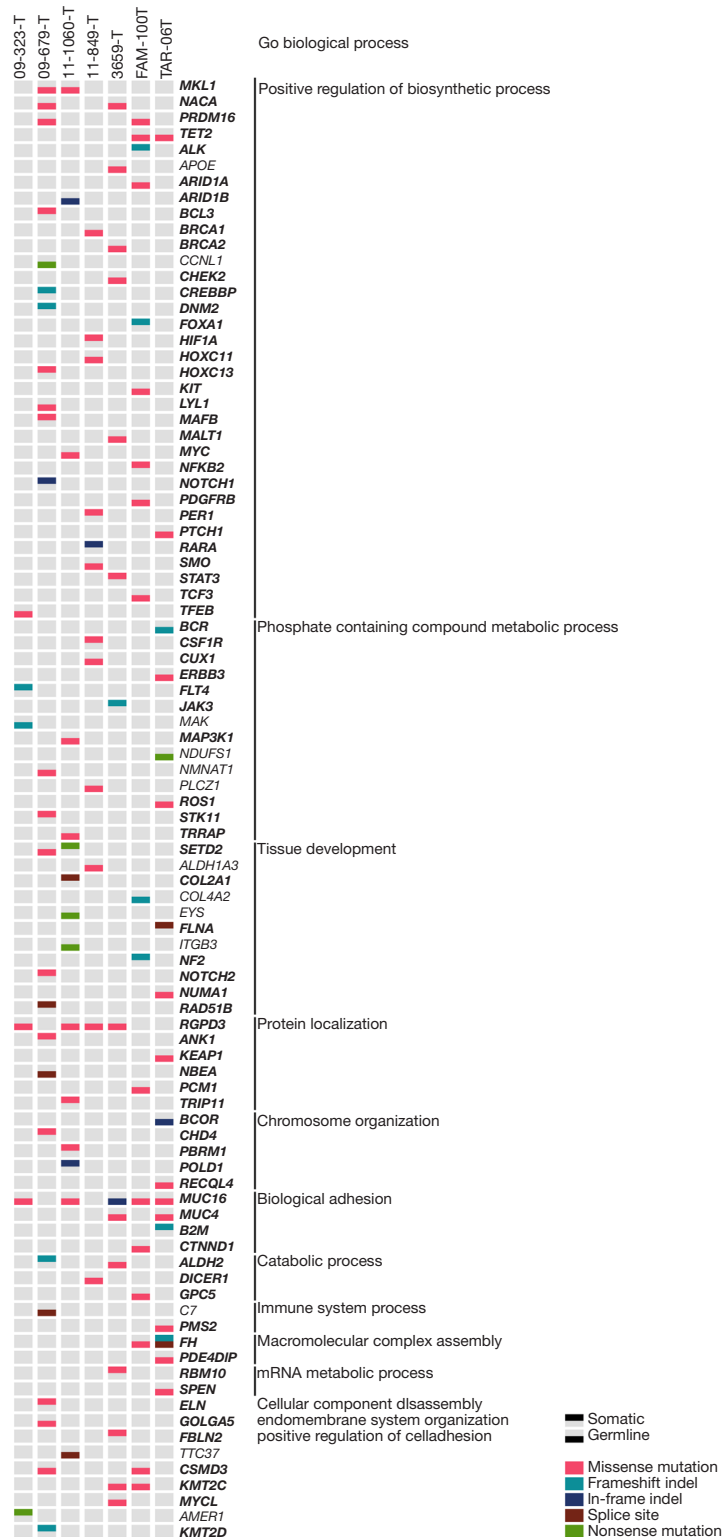 09-323-T
09-679-T
11-1060-T
11-849-T
3659-T
FAM-100T
TAR-06T
Go biological process
MKL1
Positive regulation of biosynthetic process
NACA
PRDM16
TET2
ALK
APOE
ARID1A
ARID1B
BCL3
BRCA1
BRCA2
CCNL1
CHEK2
CREBBP
DNM2
FOXA1
HIF1A
HOXC11
HOXC13
KIT
LYL1
MAFB
MALT1
MYC
NFKB2
NOTCH1
PDGFRB
PER1
PTCH1
RARA
SMO
STAT3
TCF3
TFEB
BCR
Phosphate containing compound metabolic process
CSF1R
CUX1
ERBB3
FLT4
JAK3
MAK
MAP3K1
NDUFS1
NMNAT1
PLCZ1
ROS1
STK11
TRRAP
SETD2
Tissue development
ALDH1A3
COL2A1
COL4A2
EYS
FLNA
ITGB3
NF2
NOTCH2
NUMA1
RAD51B
RGPD3
Protein localization
ANK1
KEAP1
NBEA
PCM1
TRIP11
BCOR
Chromosome organization
CHD4
PBRM1
POLD1
RECQL4
MUC16
Biological adhesion
MUC4
B2M
CTNND1
ALDH2
Catabolic process
DICER1
GPC5
C7
Immune system process
PMS2
FH
Macromolecular complex assembly
PDE4DIP
RBM10
mRNA metabolic process
SPEN
ELN
Cellular component dIsassembly
GOLGA5
endomembrane system organization
FBLN2
positive regulation of celladhesion
TTC37
CSMD3
KMT2C
MYCL
AMER1
KMT2D
Somatic
Germline
Missense mutation
Frameshift indel
In-frame indel
Splice site
Nonsense mutation